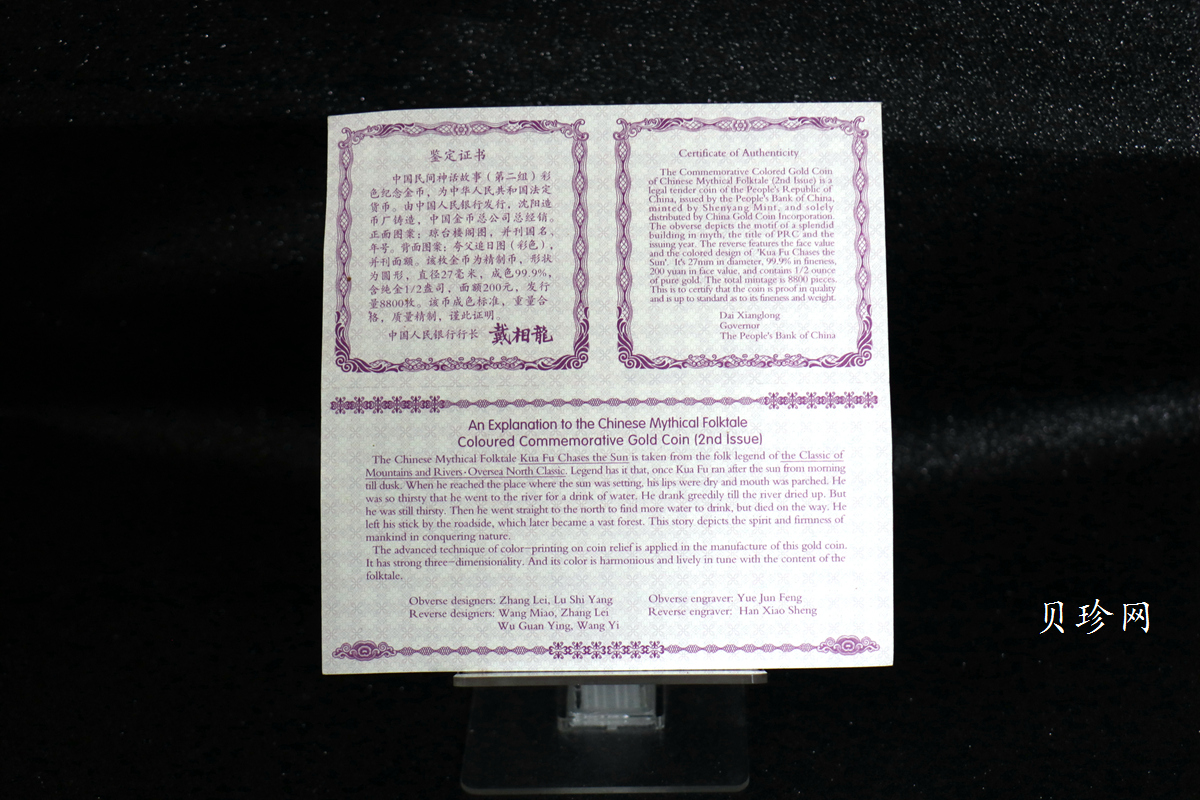 鉴定证书
中国民间神话故事（第二组）彩
色纪念金币，为中华人民共和国法定
货币。由中国人民银行发行，沈阳造
币厂铸造，中国金币总公司总经销。
正面图案：琼台楼阁图，并刊国名、
年号。背面图案：夸父追日图（彩色），
并刊面额。该枚金币为精制币，形状
为圆形，直径27毫米，成色99.9%，
含纯金1/2盎司，面额200元，发行
量8800枚。该币成色标准，重量合
格，质量精制，谨此证明。
中国人民银行行长 戴相龍
Certificate of Authenticity
The Commemorative Colored Gold Coin
of Chinese Mythical Folktale (2nd Issue) is a
legal tender coin of the People's Republic of
China, issued by the People's Bank of China,
minted by Shenyang Mint, and solely
distributed by China Gold Coin Incorporation.
The obverse depicts the motif of a splendid
building in myth, the title of PRC and the
issuing year. The reverse features the face value
and the colored design of "Kua Fu Chases the
Sun". It's 27mm in diameter, 99.9% in fineness,
200 yuan in face value, and contains 1/2 ounce
of pure gold. The total mintage is 8800 pieces.
This is to certify that the coin is proof in quality
and is up to standard as to its fineness and weight.
Dai Xianglong
Governor
The People's Bank of China
An Explanation to the Chinese Mythical Folktale
Coloured Commemorative Gold Coin (2nd Issue)
The Chinese Mythical Folktale Kua Fu Chases the Sun is taken from the folk legend of the Classic of
Mountains and Rivers·Oversea North Classic. Legend has it that, once Kua Fu ran after the sun from morning
till dusk. When he reached the place where the sun was setting, his lips were dry and mouth was parched. He
was so thirsty that he went to the river for a drink of water. He drank greedily till the river dried up. But
he was still thirsty. Then he went straight to the north to find more water to drink, but died on the way. He
left his stick by the roadside, which later became a vast forest. This story depicts the spirit and firmness of
mankind in conquering nature.
The advanced technique of color-printing on coin relief is applied in the manufacture of this gold coin.
It has strong three-dimensionality. And its color is harmonious and lively in tune with the content of the
folktale.
Obverse designers: Zhang Lei, Lu Shi Yang
Reverse designers: Wang Miao, Zhang Lei
Wu Guan Ying, Wang Yi
Obverse engraver: Yue Jun Feng
Reverse engraver: Han Xiao Sheng
贝珍网